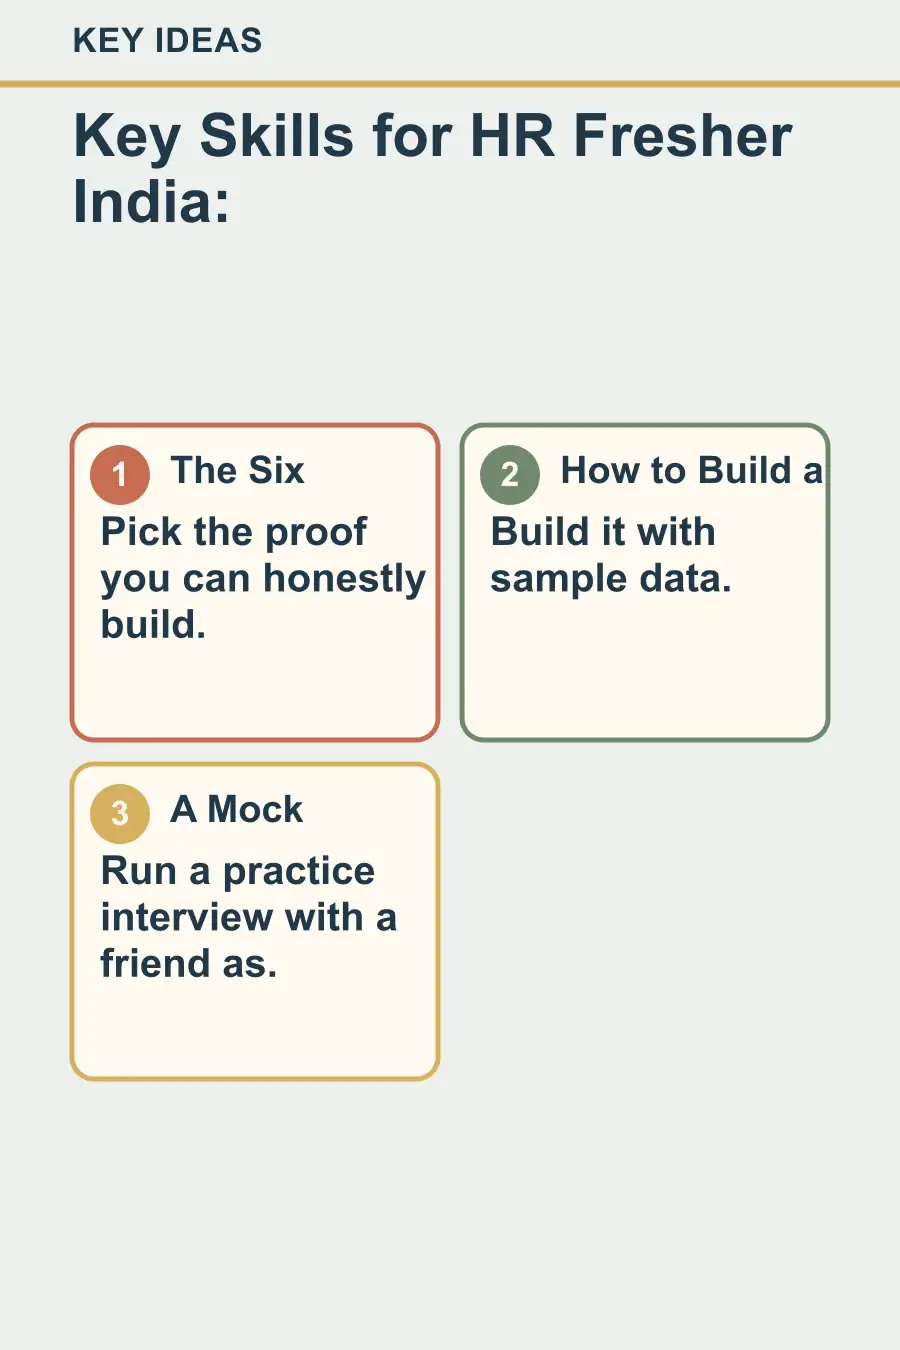 KEY IDEAS
Key Skills for HR Fresher
India:
1 The Six
Pick the proof
you can honestly
build.
2 How to Build a
Build it with
sample data.
3 A Mock
Run a practice
interview with a
friend as.